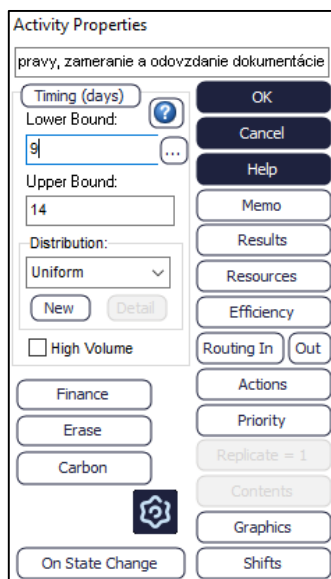 Activity Properties
pravy, zameranie a odovzdanie dokumentácie
Timing (days)
?
Lower Bound:
9
...
Upper Bound:
14
Distribution:
Uniform
New
Detail
High Volume
Finance
Erase
Carbon
On State Change
OK
Cancel
Help
Memo
Results
Resources
Efficiency
Routing In
Out
Actions
Priority
Replicate = 1
Contents
Graphics
Shifts